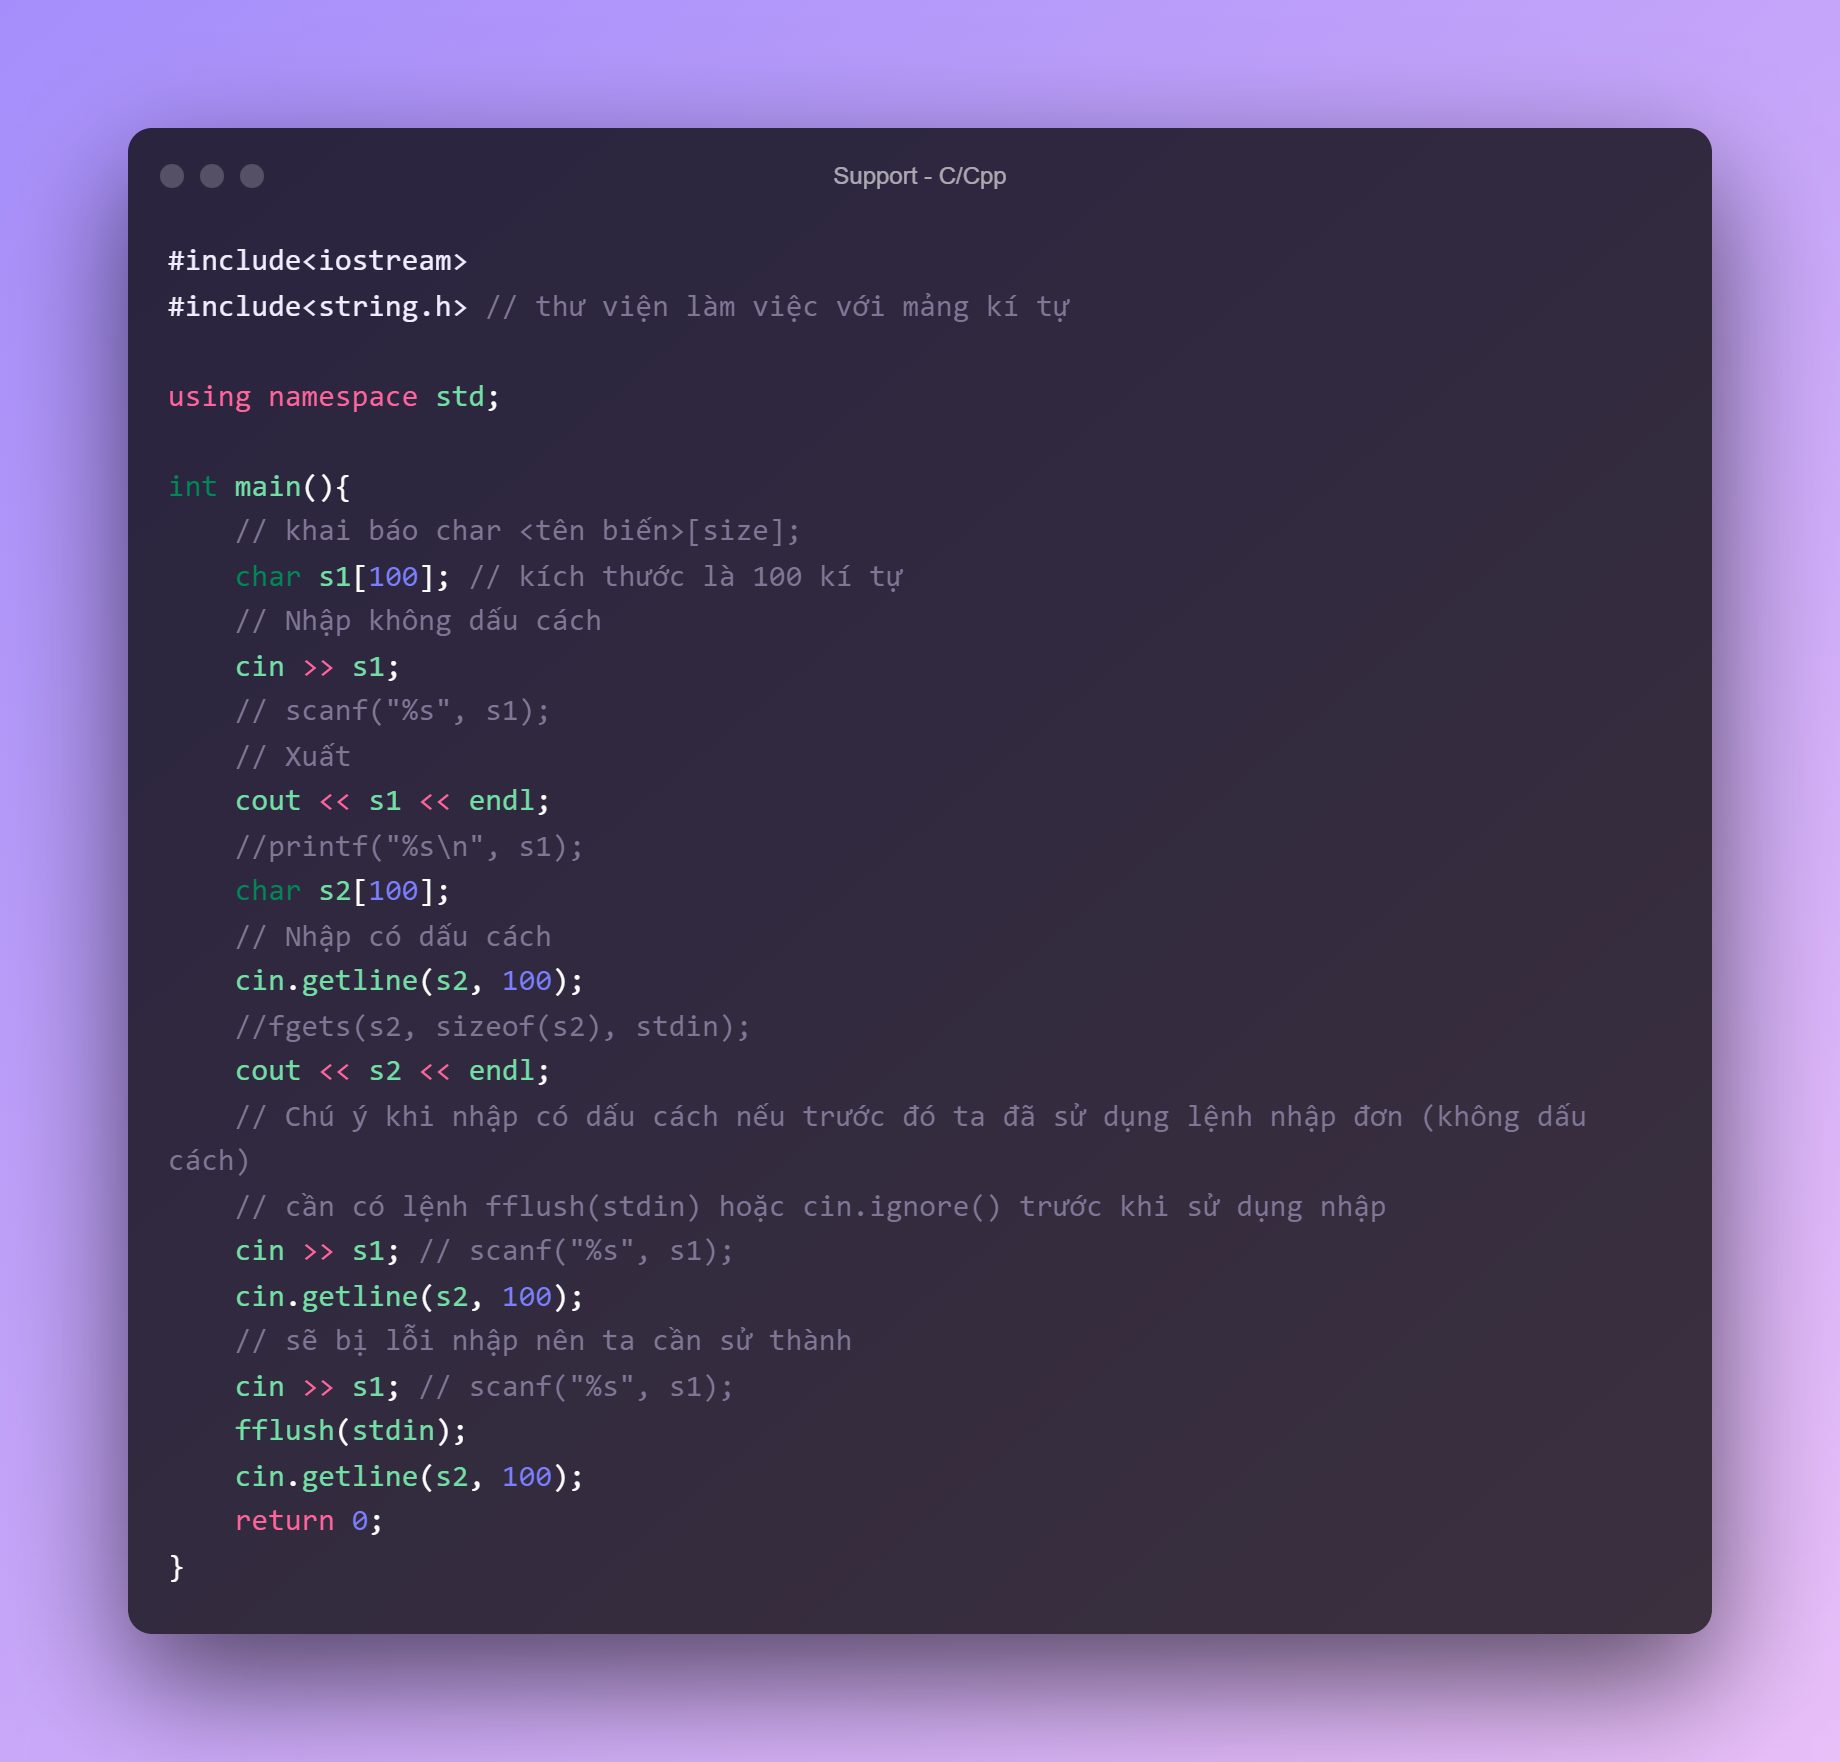 Support - C/Cpp
#include<iostream>
#include<string.h> // thư viện làm việc với mảng kí tự
using namespace std;
int main(){
    // khai báo char <tên biến>[size];
    char s1[100]; // kích thước là 100 kí tự
    // Nhập không dấu cách
    cin >> s1;
    // scanf("%s", s1);
    // Xuất
    cout << s1 << endl;
    //printf("%s\n", s1);
    char s2[100];
    // Nhập có dấu cách
    cin.getline(s2, 100);
    //fgets(s2, sizeof(s2), stdin);
    cout << s2 << endl;
    // Chú ý khi nhập có dấu cách nếu trước đó ta đã sử dụng lệnh nhập đơn (không dấu
cách)
    // cần có lệnh fflush(stdin) hoặc cin.ignore() trước khi sử dụng nhập
    cin >> s1; // scanf("%s", s1);
    cin.getline(s2, 100);
    // sẽ bị lỗi nhập nên ta cần sử thành
    cin >> s1; // scanf("%s", s1);
    fflush(stdin);
    cin.getline(s2, 100);
    return 0;
}